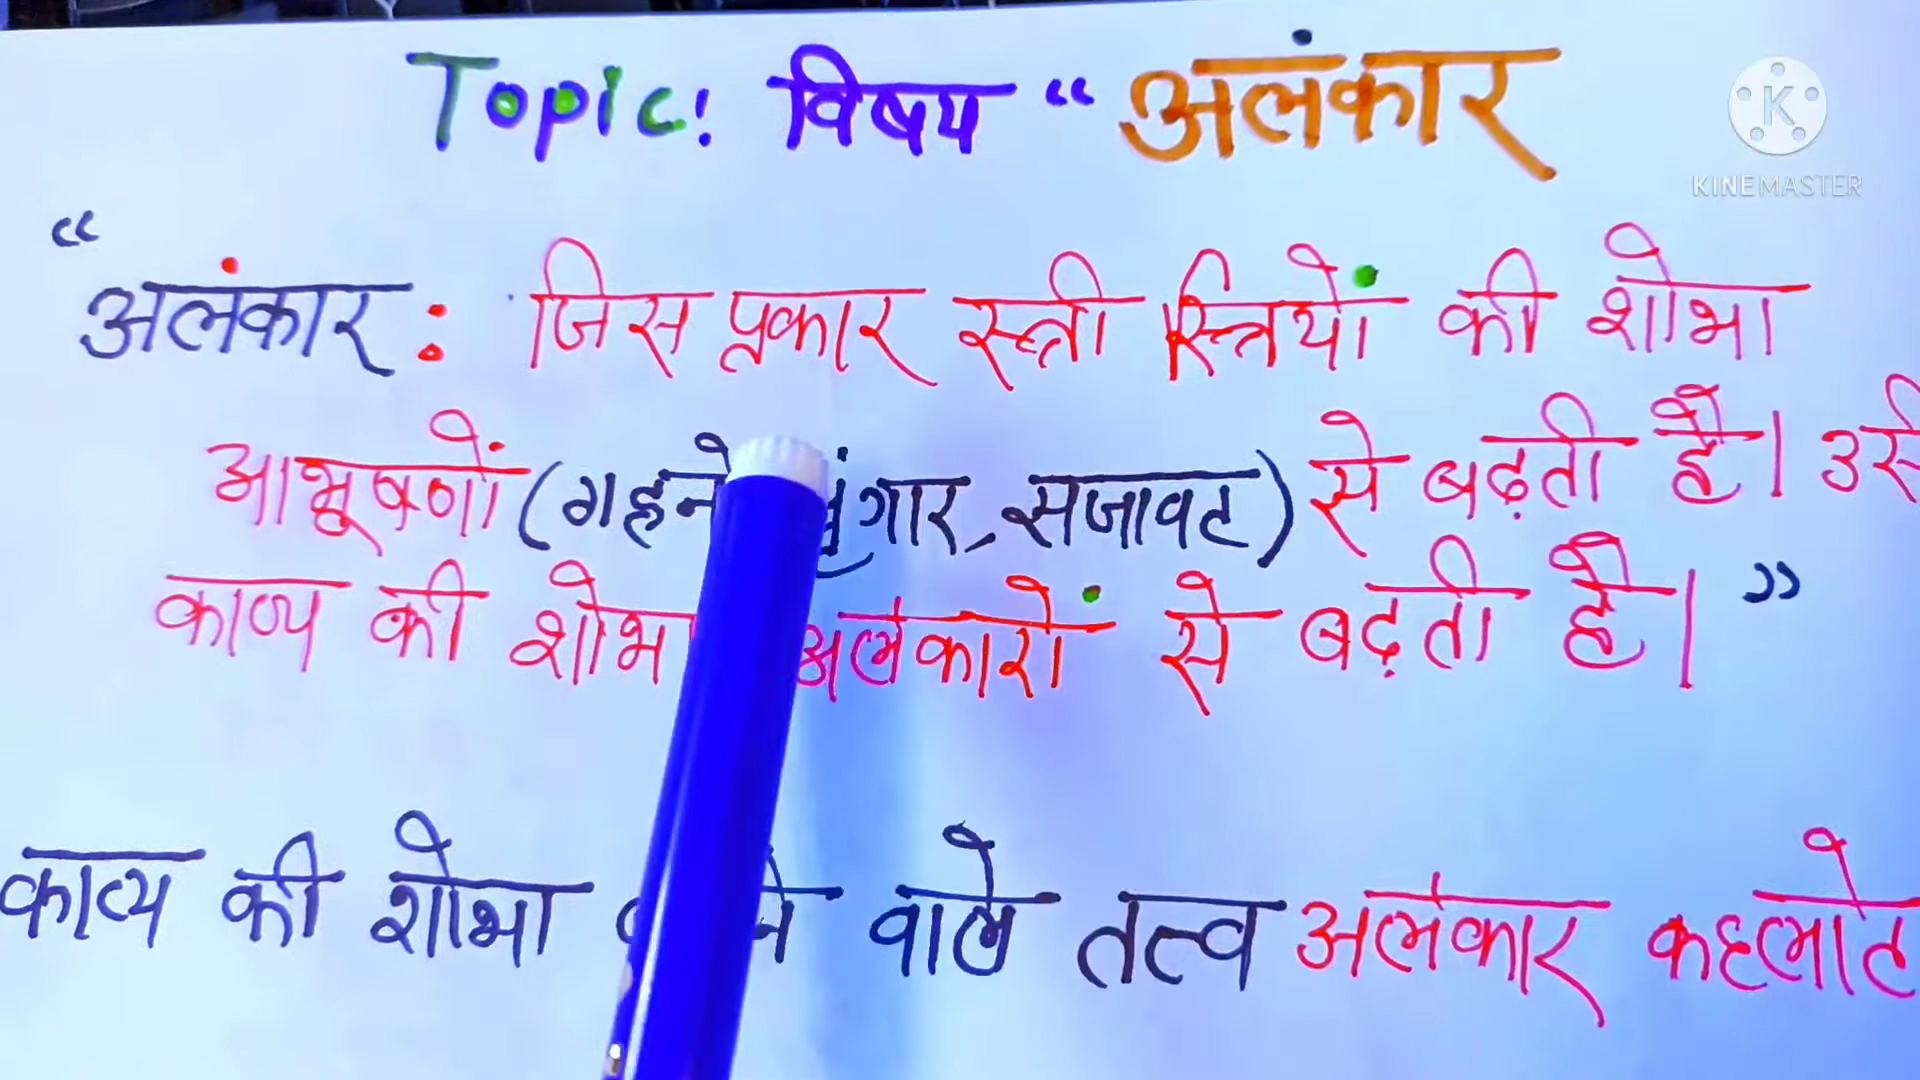 Topic: विषय “ अलंकार
KINEMASTER
“
अलंकार : जिस प्रकार स्त्री स्त्रियों की शोभा
आभूषणों (गहने गार, सजावट) से बढ़ती है। उसी
काव्य की शोभा अलंकारों से बढ़ती है। ”
काव्य की शोभा वाले तत्त्व अलंकार कहलाते